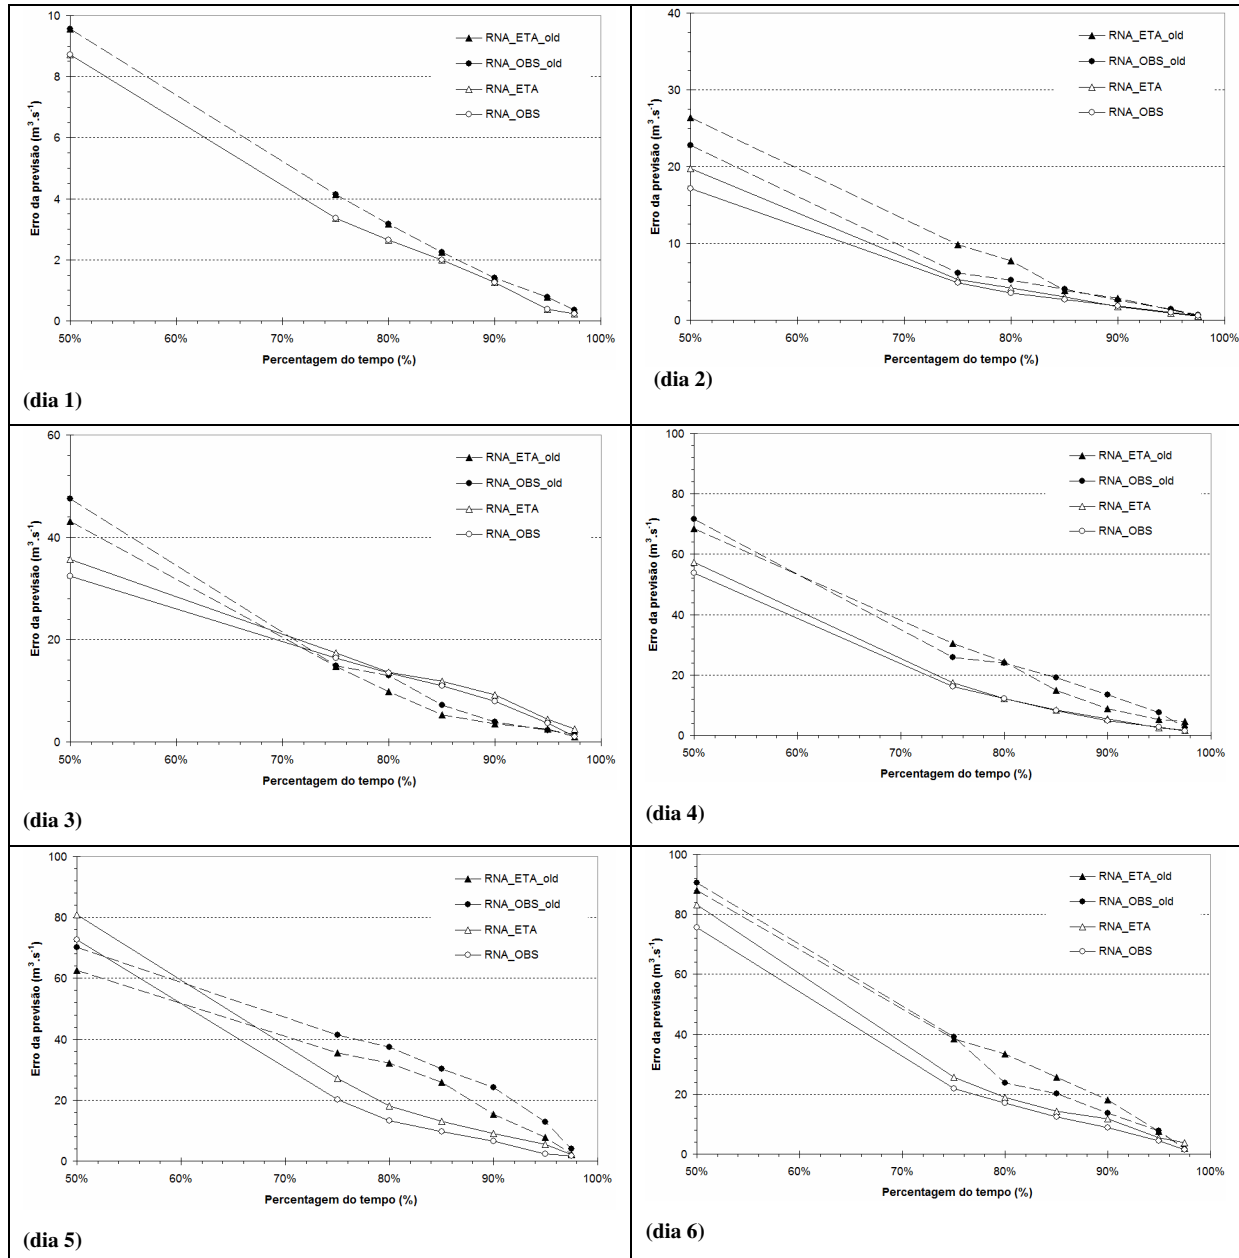 10
8
6
4
2
0
Erro da previsão (m³.s⁻¹)
RNA_ETA_old
RNA_OBS_old
RNA_ETA
RNA_OBS
50% 60% 70% 80% 90% 100%
Percentagem do tempo (%)
(dia 1)
40
30
20
10
0
Erro da previsão (m³.s⁻¹)
RNA_ETA_old
RNA_OBS_old
RNA_ETA
RNA_OBS
50% 60% 70% 80% 90% 100%
Percentagem do tempo (%)
(dia 2)
60
40
20
0
Erro da previsão (m³.s⁻¹)
RNA_ETA_old
RNA_OBS_old
RNA_ETA
RNA_OBS
50% 60% 70% 80% 90% 100%
Percentagem do tempo (%)
(dia 3)
100
80
60
40
20
0
Erro da previsão (m³.s⁻¹)
RNA_ETA_old
RNA_OBS_old
RNA_ETA
RNA_OBS
50% 60% 70% 80% 90% 100%
Percentagem do tempo (%)
(dia 4)
100
80
60
40
20
0
Erro da previsão (m³.s⁻¹)
RNA_ETA_old
RNA_OBS_old
RNA_ETA
RNA_OBS
50% 60% 70% 80% 90% 100%
Percentagem do tempo (%)
(dia 5)
100
80
60
40
20
0
Erro da previsão (m³.s⁻¹)
RNA_ETA_old
RNA_OBS_old
RNA_ETA
RNA_OBS
50% 60% 70% 80% 90% 100%
Percentagem do tempo (%)
(dia 6)